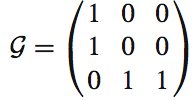 𝒢 = ( 1 0 0
1 0 0
0 1 1 )